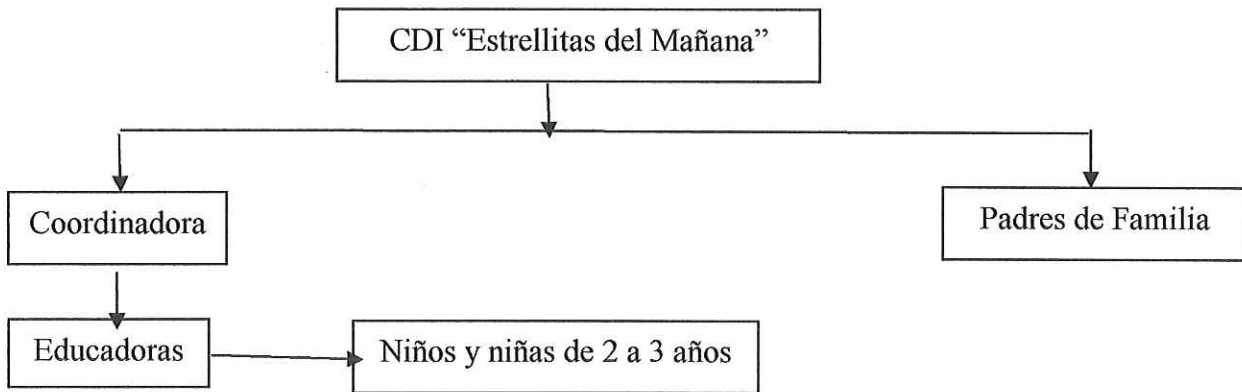 CDI “Estrellitas del Mañana”
Coordinadora
Padres de Familia
Educadoras
Niños y niñas de 2 a 3 años